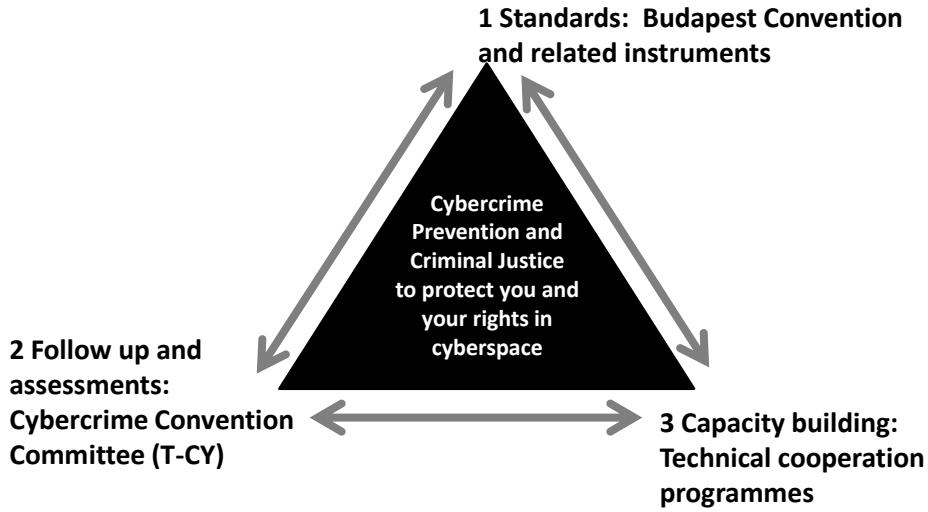 1 Standards: Budapest Convention
and related instruments
Cybercrime
Prevention and
Criminal Justice
to protect you and
your rights in
cyberspace
2 Follow up and
assessments:
Cybercrime Convention
Committee (T-CY)
3 Capacity building:
Technical cooperation
programmes